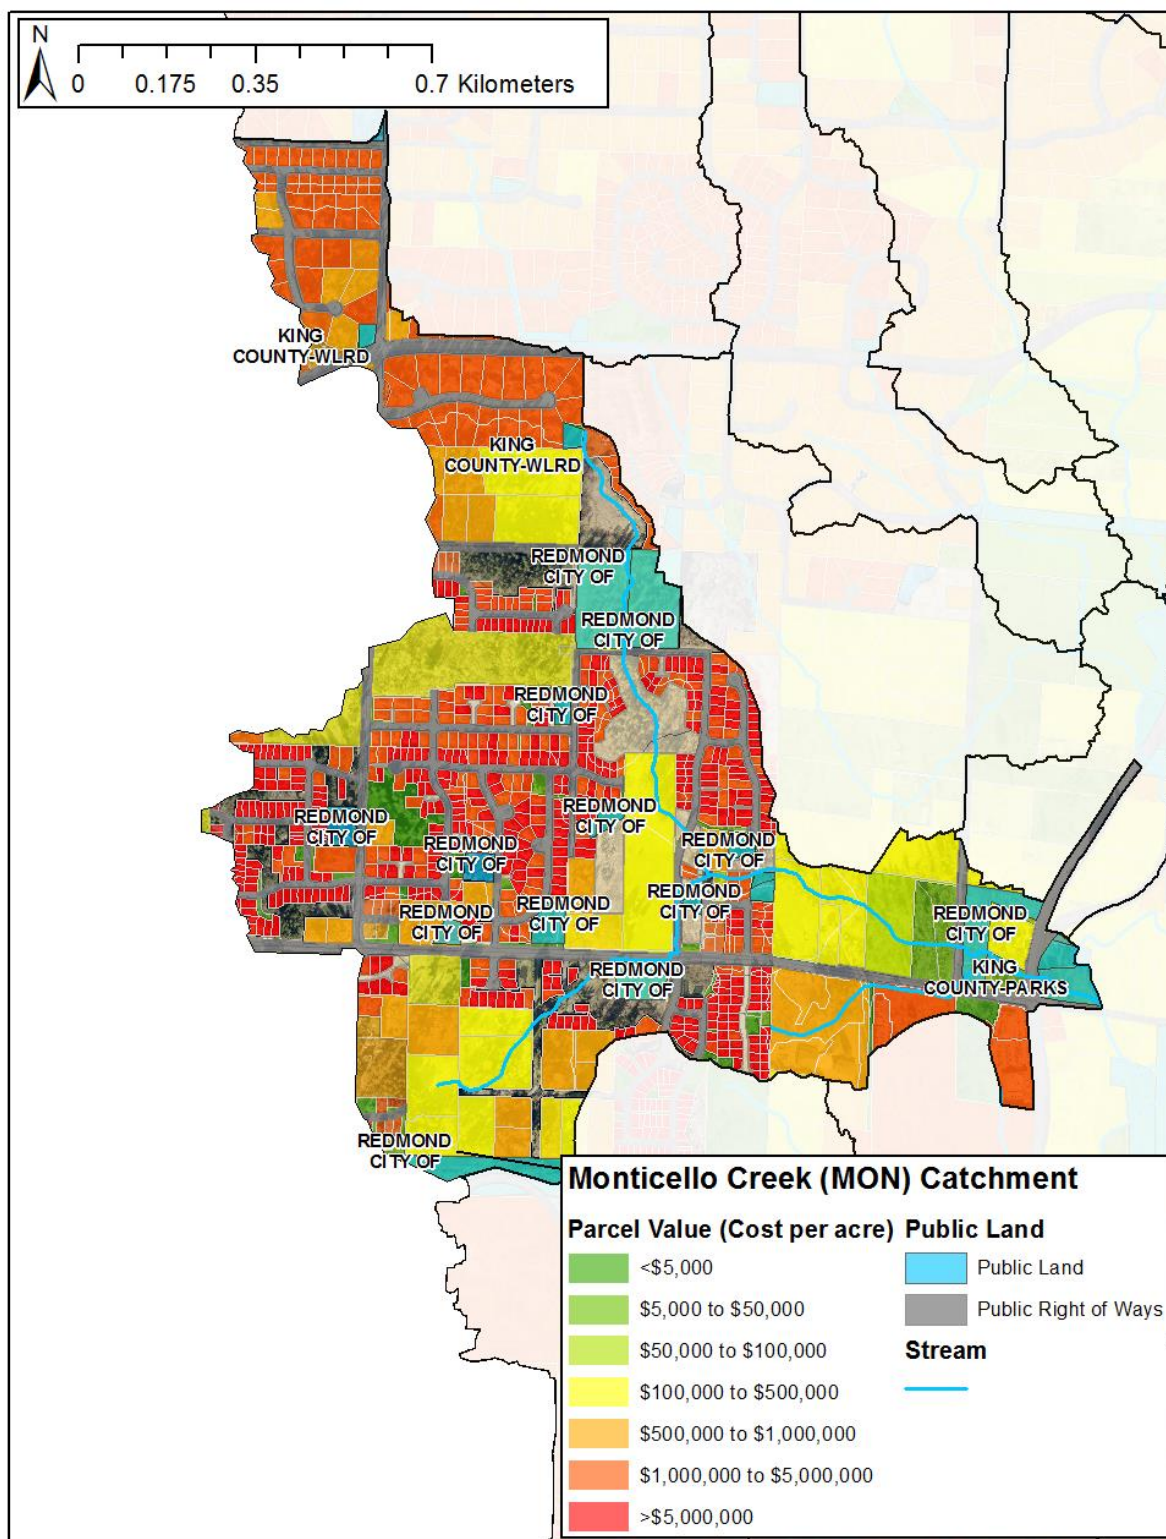 N
0 0.175 0.35 0.7 Kilometers
KING
COUNTY-WLRD
KING
COUNTY-WLRD
REDMOND
CITY OF
REDMOND
CITY OF
REDMOND
CITY OF
REDMOND
CITY OF
REDMOND
CITY OF
REDMOND
CITY OF
REDMOND
CITY OF
REDMOND
CITY OF
REDMOND
CITY OF
REDMOND
CITY OF
REDMOND
CITY OF
REDMOND
CITY OF
KING
COUNTY-PARKS
REDMOND
CITY OF
REDMOND
CITY OF
Monticello Creek (MON) Catchment
Parcel Value (Cost per acre)
<$5,000
$5,000 to $50,000
$50,000 to $100,000
$100,000 to $500,000
$500,000 to $1,000,000
$1,000,000 to $5,000,000
>$5,000,000
Public Land
Public Land
Public Right of Ways
Stream